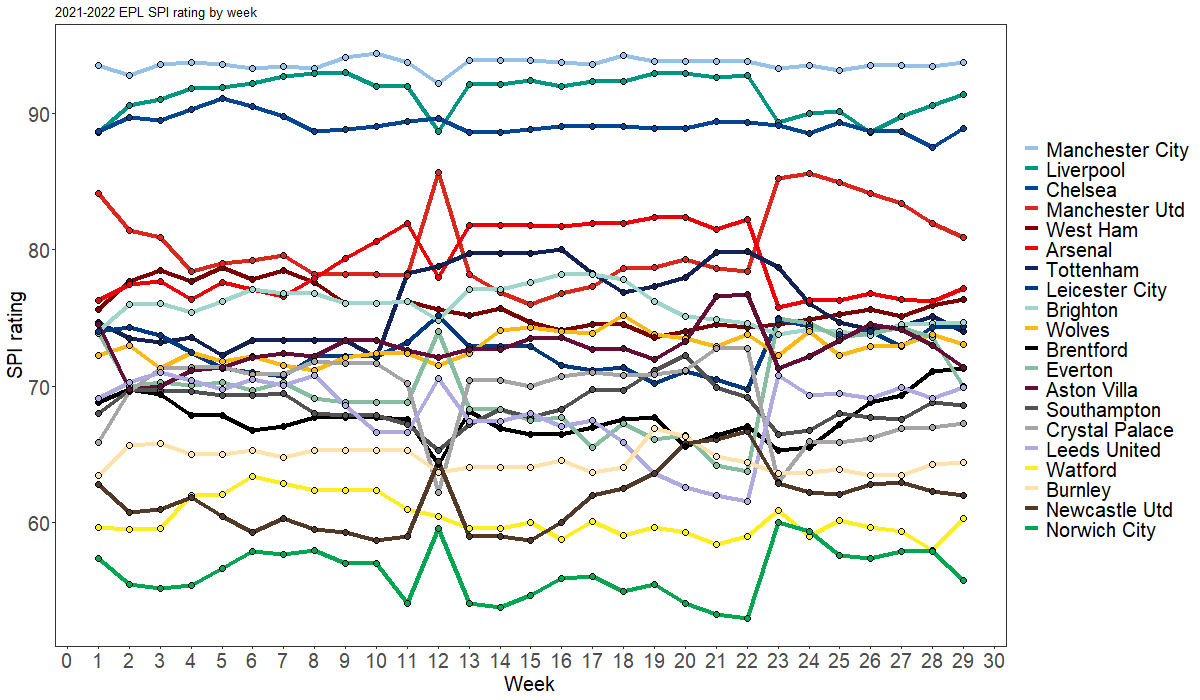 2021-2022 EPL SPI rating by week
SPI rating
90
80
70
60
0 1 2 3 4 5 6 7 8 9 10 11 12 13 14 15 16 17 18 19 20 21 22 23 24 25 26 27 28 29 30
Week
Manchester City
Liverpool
Chelsea
Manchester Utd
West Ham
Arsenal
Tottenham
Leicester City
Brighton
Wolves
Brentford
Everton
Aston Villa
Southampton
Crystal Palace
Leeds United
Watford
Burnley
Newcastle Utd
Norwich City